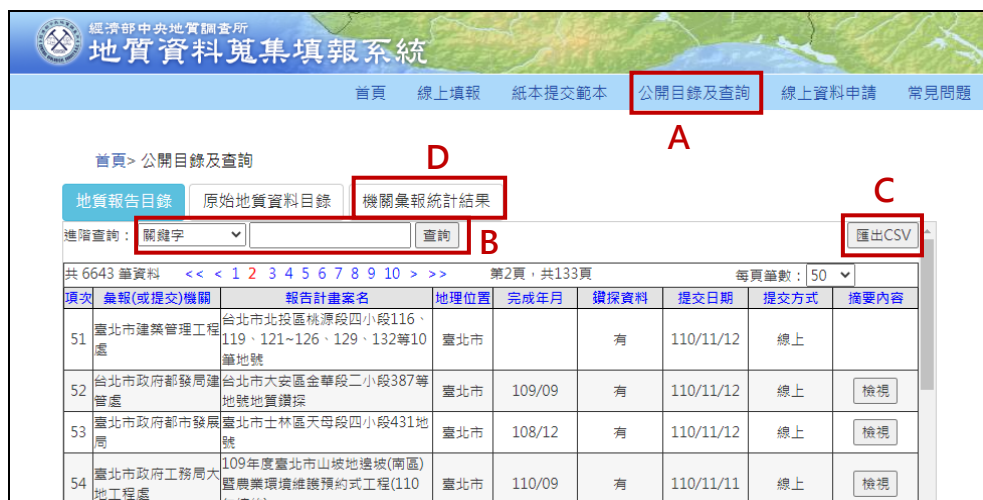 經濟部中央地質調查所
地質資料蒐集填報系統
首頁 線上填報 紙本提交範本 公開目錄及查詢 線上資料申請 常見問題
A
首頁> 公開目錄及查詢
D
地質報告目錄 原始地質資料目錄 機關彙報統計結果
C
進階查詢： 關鍵字 查詢 B 匯出CSV
共 6643 筆資料 << < 1 2 3 4 5 6 7 8 9 10 > >> 第2頁，共133頁 每頁筆數： 50
項次 彙報(或提交)機關 報告計畫案名 地理位置 完成年月 鑽探資料 提交日期 提交方式 摘要內容
51 臺北市建築管理工程處 台北市北投區桃源段四小段116、119、121~126、129、132等10筆地號 臺北市 有 110/11/12 線上
52 台北市政府都發局建管處 台北市大安區金華段二小段387等地號地質鑽探 臺北市 109/09 有 110/11/12 線上 檢視
53 臺北市政府都市發展局 臺北市士林區天母段四小段431地號 臺北市 108/12 有 110/11/12 線上 檢視
54 臺北市政府工務局大地工程處 109年度臺北市山坡地邊坡(南區)暨農業環境維護預約式工程(110 臺北市 110/09 有 110/11/11 線上 檢視